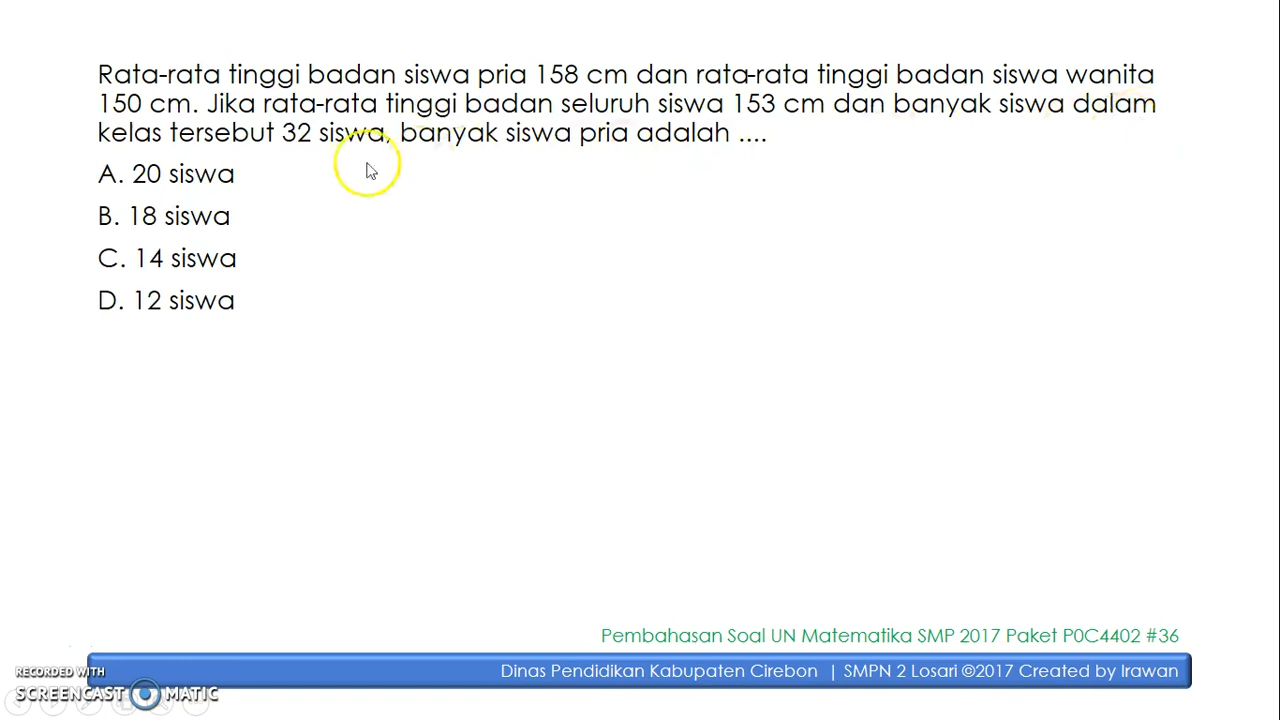 Rata-rata tinggi badan siswa pria 158 cm dan rata-rata tinggi badan siswa wanita
150 cm. Jika rata-rata tinggi badan seluruh siswa 153 cm dan banyak siswa dalam
kelas tersebut 32 siswa, banyak siswa pria adalah ....
A. 20 siswa
B. 18 siswa
C. 14 siswa
D. 12 siswa
Pembahasan Soal UN Matematika SMP 2017 Paket P0C4402 #36
Dinas Pendidikan Kabupaten Cirebon | SMPN 2 Losari ©2017 Created by Irawan
RECORDED WITH
SCREENCAST MATIC